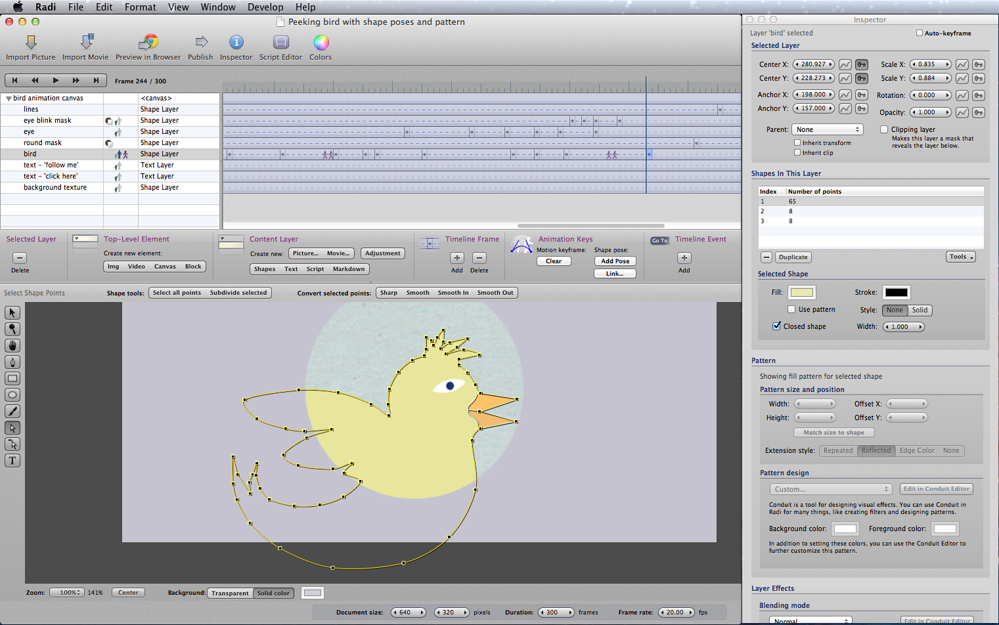 Radi File Edit Format View Window Develop Help
Peeking bird with shape poses and pattern
Import Picture Import Movie Preview in Browser Publish Inspector Script Editor Colors
Frame 244 / 300
bird animation canvas <canvas>
lines Shape Layer
eye blink mask Shape Layer
eye Shape Layer
round mask Shape Layer
bird Shape Layer
text - 'follow me' Text Layer
text - 'click here' Text Layer
background texture Shape Layer
Selected Layer
Delete
Top-Level Element
Create new element:
Img Video Canvas Block
Content Layer
Create new: Picture... Movie... Adjustment
Shapes Text Script Markdown
Timeline Frame
Add Delete
Animation Keys
Motion keyframe: Shape pose:
Clear Add Pose
Link...
Go To Timeline Event
Add
Select Shape Points Shape tools: Select all points Subdivide selected Convert selected points: Sharp Smooth Smooth In Smooth Out
T
Zoom: 100% 141% Center Background: Transparent Solid color
Document size: 640 320 pixels Duration: 300 frames Frame rate: 20.00 fps
Inspector
Layer 'bird' selected Auto-keyframe
Selected Layer
Center X: 280.927 Scale X: 0.835
Center Y: 228.273 Scale Y: 0.884
Anchor X: 198.000 Rotation: 0.000
Anchor Y: 157.000
Opacity: 1.000
Parent: None Clipping layer
Makes this layer a mask that
reveals the layer below.
Inherit transform
Inherit clip
Shapes In This Layer
Index Number of points
1 65
2 8
3 8
Duplicate Tools
Selected Shape
Fill: Stroke:
Use pattern Style: None Solid
Closed shape Width: 1.000
Pattern
Showing fill pattern for selected shape
Pattern size and position
Width: Offset X:
Height: Offset Y:
Match size to shape
Extension style: Repeated Reflected Edge Color None
Pattern design
Custom... Edit in Conduit Editor
Conduit is a tool for designing visual effects. You can use Conduit in
Radi for many things, like creating filters and designing patterns.
Background color: Foreground color:
In addition to setting these colors, you can use the Conduit Editor to
further customize this pattern.
Layer Effects
Blending mode
Normal Edit in Conduit Editor